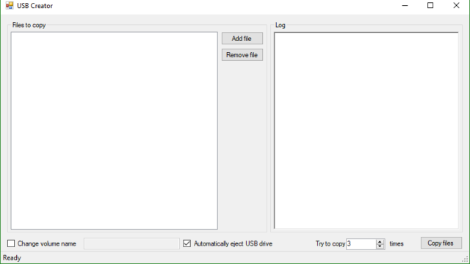 USB Creator
Files to copy
Log
Add file
Remove file
Change volume name
Automatically eject USB drive
Try to copy 3 times
Copy files
Ready